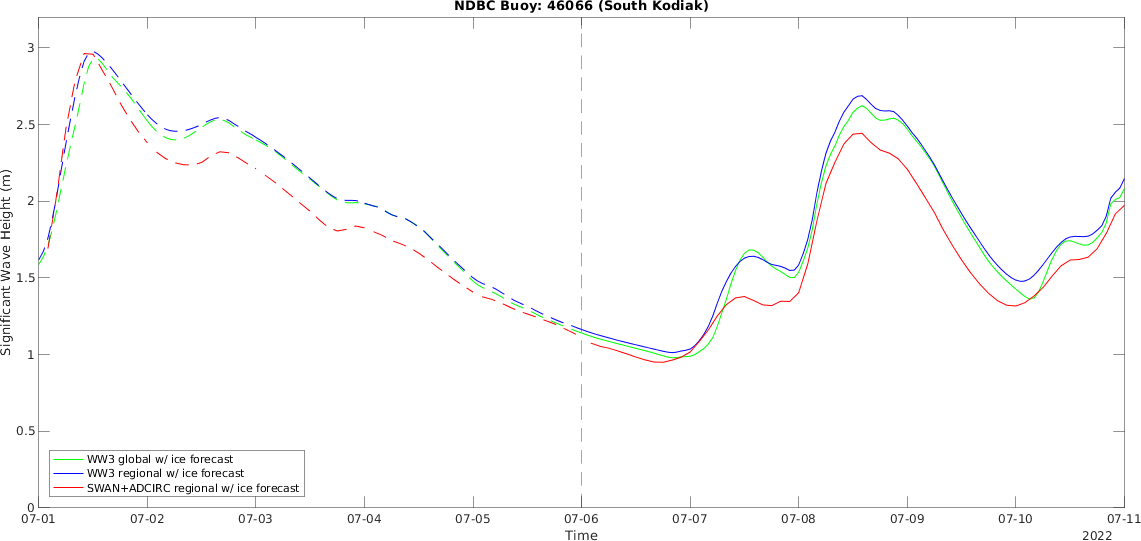 NDBC Buoy: 46066 (South Kodiak)
Significant Wave Height (m)
3
2.5
2
1.5
1
0.5
0
WW3 global w/ ice forecast
WW3 regional w/ ice forecast
SWAN+ADCIRC regional w/ ice forecast
07-01 07-02 07-03 07-04 07-05 07-06 07-07 07-08 07-09 07-10 07-11
Time
2022